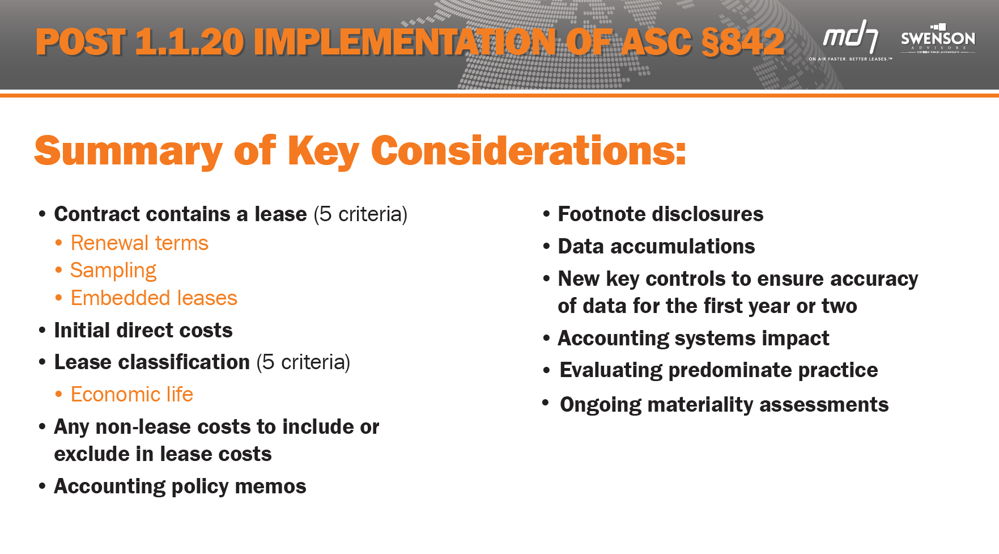 POST 1.1.20 IMPLEMENTATION OF ASC §842
mdh
ON AIR FASTER. BETTER LEASES.™
SWENSON
ADVISORS
CERTIFIED PUBLIC ACCOUNTANTS
Summary of Key Considerations:
• Contract contains a lease (5 criteria)
• Renewal terms
• Sampling
• Embedded leases
• Initial direct costs
• Lease classification (5 criteria)
• Economic life
• Any non-lease costs to include or
exclude in lease costs
• Accounting policy memos
• Footnote disclosures
• Data accumulations
• New key controls to ensure accuracy
of data for the first year or two
• Accounting systems impact
• Evaluating predominate practice
• Ongoing materiality assessments